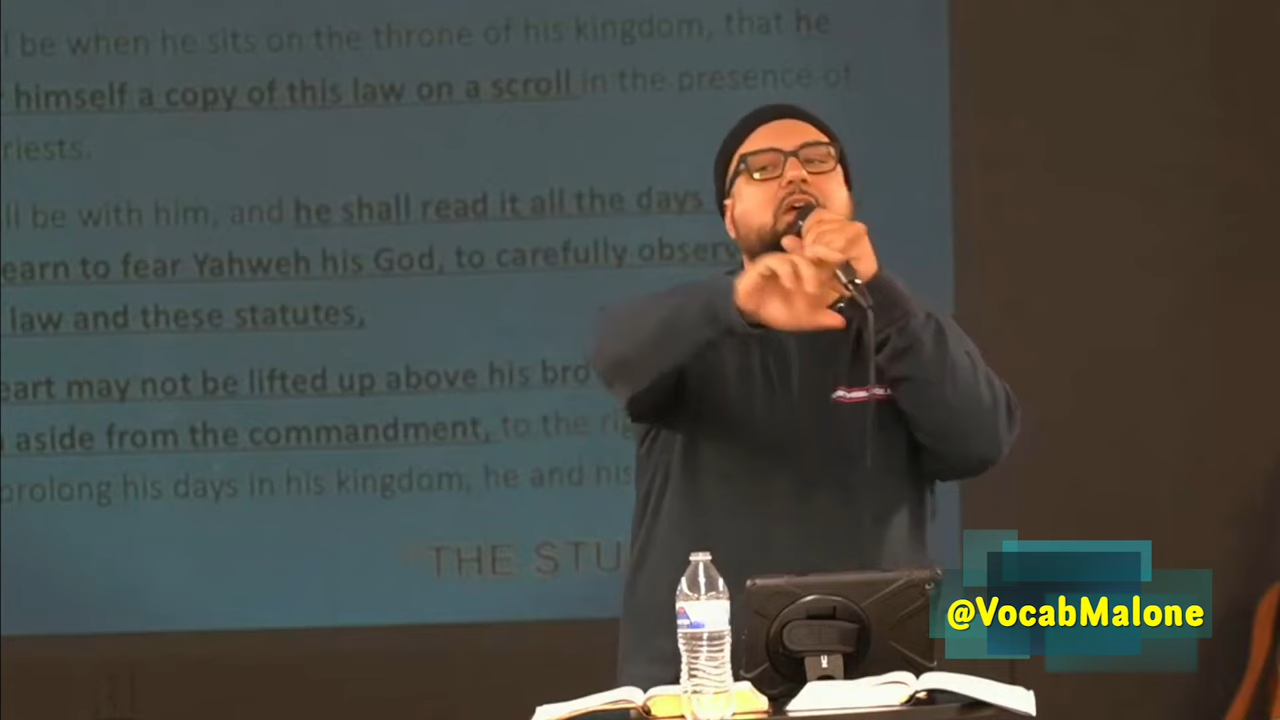 be when he sits on the throne of his kingdom, that he
himself a copy of this law on a scroll in the presence of
riests.
ll be with him, and he shall read it all the days
earn to fear Yahweh his God, to carefully observ
law and these statutes,
eart may not be lifted up above his bro
aside from the commandment, to the rig
prolong his days in his kingdom, he and his
THE STU
@VocabMalone